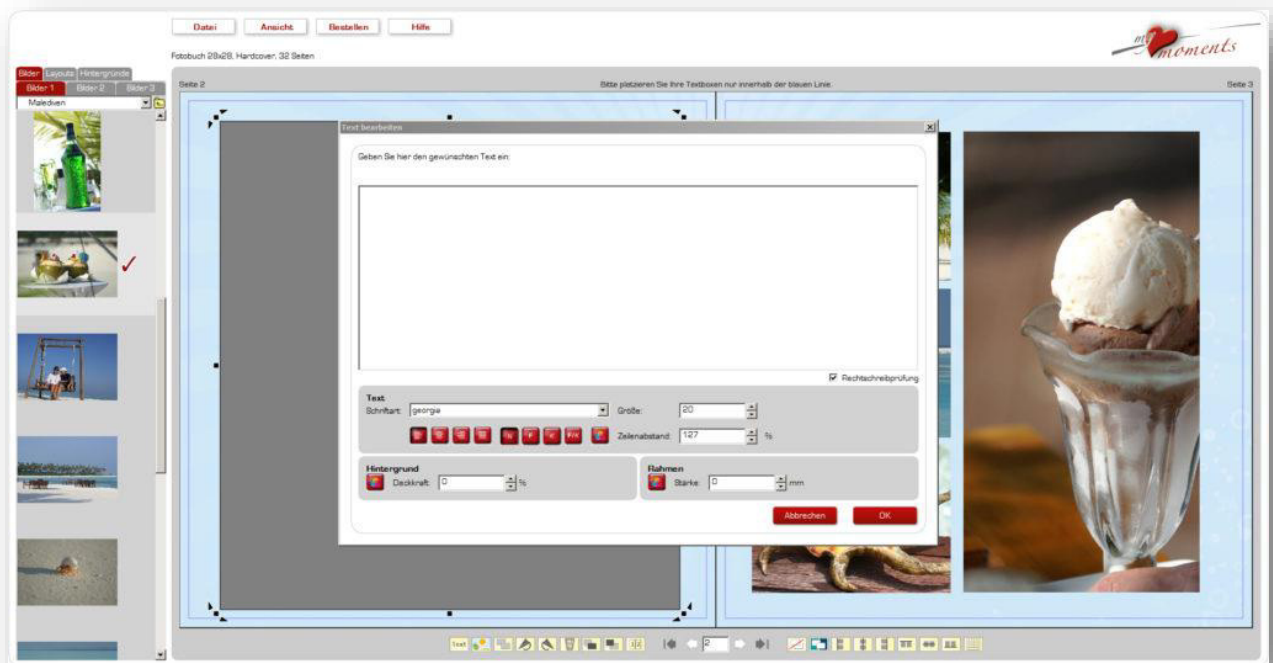 Datei Ansicht Bestellen Hilfe
my moments
Fotobuch 28x28, Hardcover, 32 Seiten
Bilder Layouts Hintergründe
Bilder 1 Bilder 2 Bilder 3
Malediven
Seite 2 Bitte platzieren Sie Ihre Textboxen nur innerhalb der blauen Linie. Seite 3
Text bearbeiten
Geben Sie hier den gewünschten Text ein:
Rechtschreibprüfung
Text
Schriftart: georgia Größe: 20
N F K F/K Zeilenabstand: 127 %
Hintergrund Rahmen
Deckkraft: 0 % Stärke: 0 mm
Abbrechen OK
Text 2